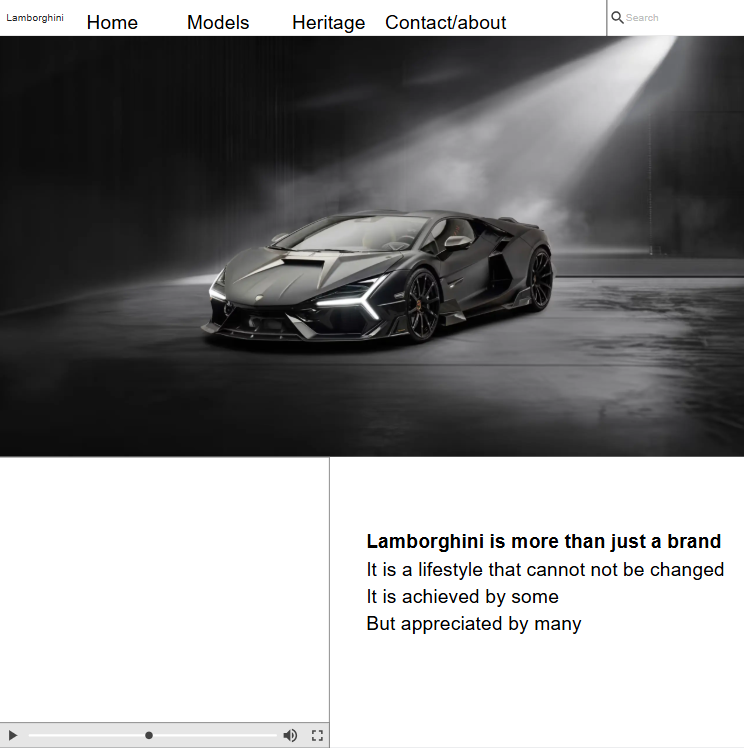 Lamborghini Home Models Heritage Contact/about Search
Lamborghini is more than just a brand
It is a lifestyle that cannot not be changed
It is achieved by some
But appreciated by many